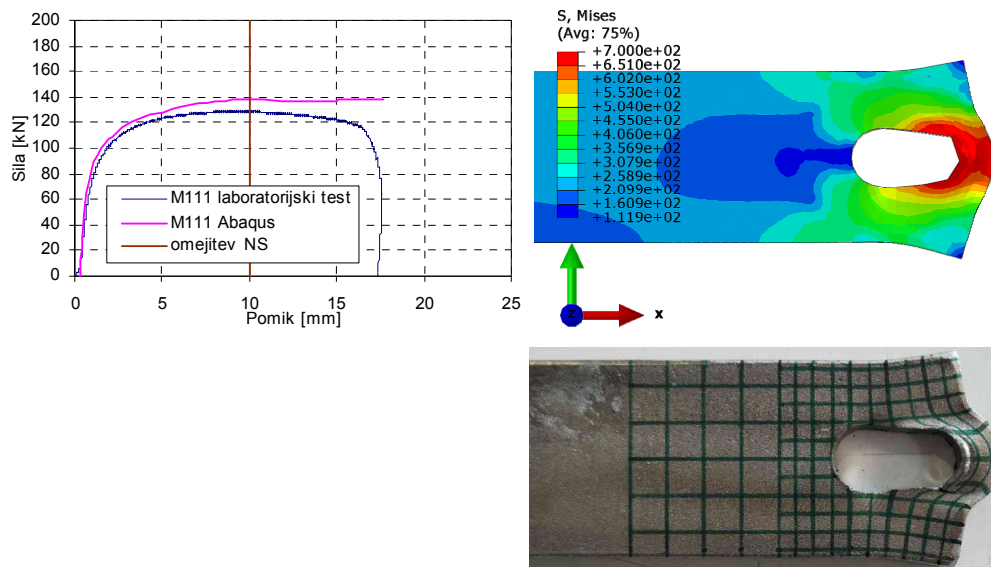 200
180
160
140
120
100
80
60
40
20
0
Sila [kN]
M111 laboratorijski test
M111 Abaqus
omejitev NS
0 5 10 15 20 25
Pomik [mm]
S, Mises
(Avg: 75%)
+7.000e+02
+6.510e+02
+6.020e+02
+5.530e+02
+5.040e+02
+4.550e+02
+4.060e+02
+3.569e+02
+3.079e+02
+2.589e+02
+2.099e+02
+1.609e+02
+1.119e+02
Z
x